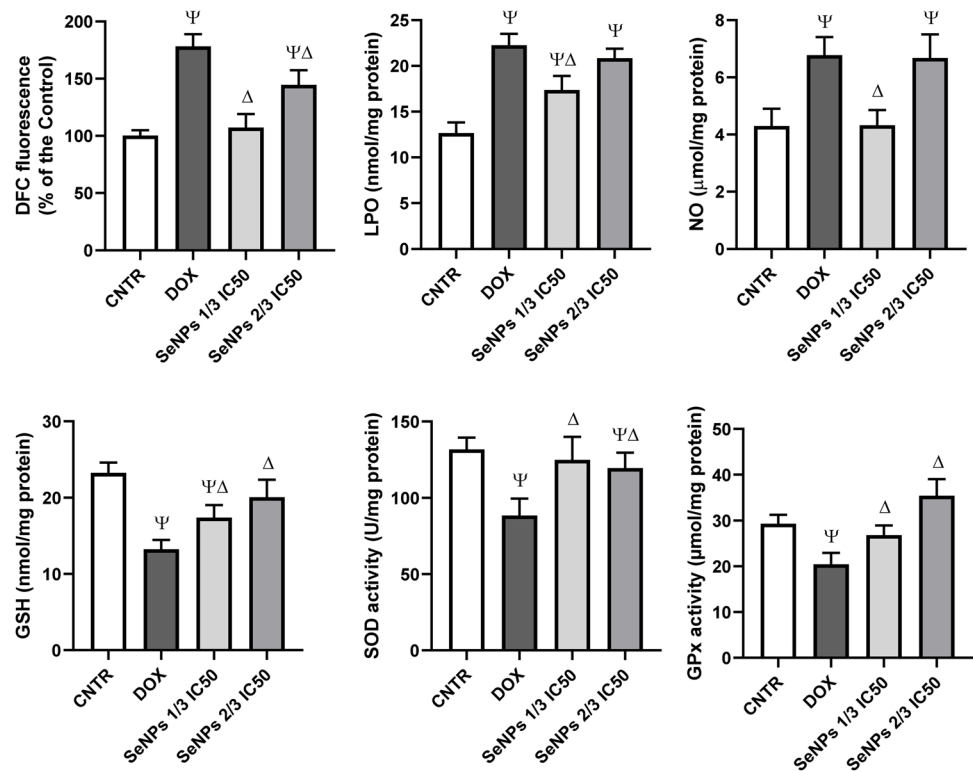 DFC fluorescence
(% of the Control)
200
150
100
50
0
Ψ
Δ
ΨΔ
CNTR
DOX
SeNPs 1/3 IC50
SeNPs 2/3 IC50
LPO (nmol/mg protein)
25
20
15
10
5
0
Ψ
ΨΔ
Ψ
CNTR
DOX
SeNPs 1/3 IC50
SeNPs 2/3 IC50
NO (μmol/mg protein)
8
6
4
2
0
Ψ
Δ
Ψ
CNTR
DOX
SeNPs 1/3 IC50
SeNPs 2/3 IC50
GSH (nmol/mg protein)
30
20
10
0
Ψ
ΨΔ
Δ
CNTR
DOX
SeNPs 1/3 IC50
SeNPs 2/3 IC50
SOD activity (U/mg protein)
150
100
50
0
Ψ
Δ
ΨΔ
CNTR
DOX
SeNPs 1/3 IC50
SeNPs 2/3 IC50
GPx activity (μmol/mg protein)
50
40
30
20
10
0
Ψ
Δ
Δ
CNTR
DOX
SeNPs 1/3 IC50
SeNPs 2/3 IC50